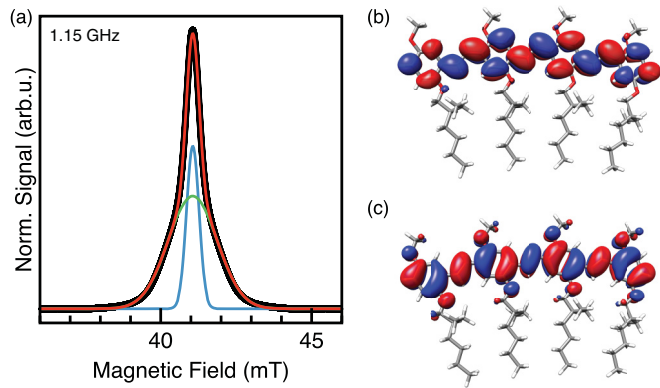 (a)
1.15 GHz
Norm. Signal (arb.u.)
40
45
Magnetic Field (mT)
(b)
(c)